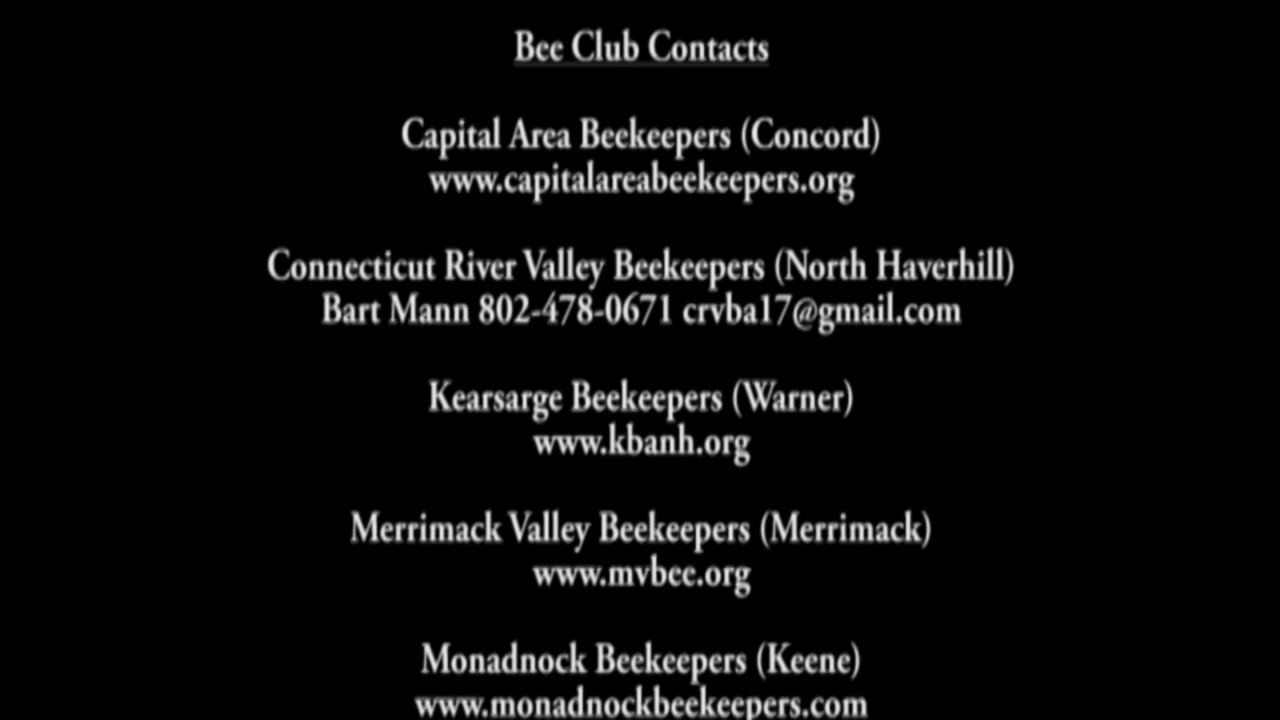 Bee Club Contacts
Capital Area Beekeepers (Concord)
www.capitalareabeekeepers.org
Connecticut River Valley Beekeepers (North Haverhill)
Bart Mann 802-478-0671 crvba17@gmail.com
Kearsarge Beekeepers (Warner)
www.kbanh.org
Merrimack Valley Beekeepers (Merrimack)
www.mvbee.org
Monadnock Beekeepers (Keene)
www.monadnockbeekeepers.com